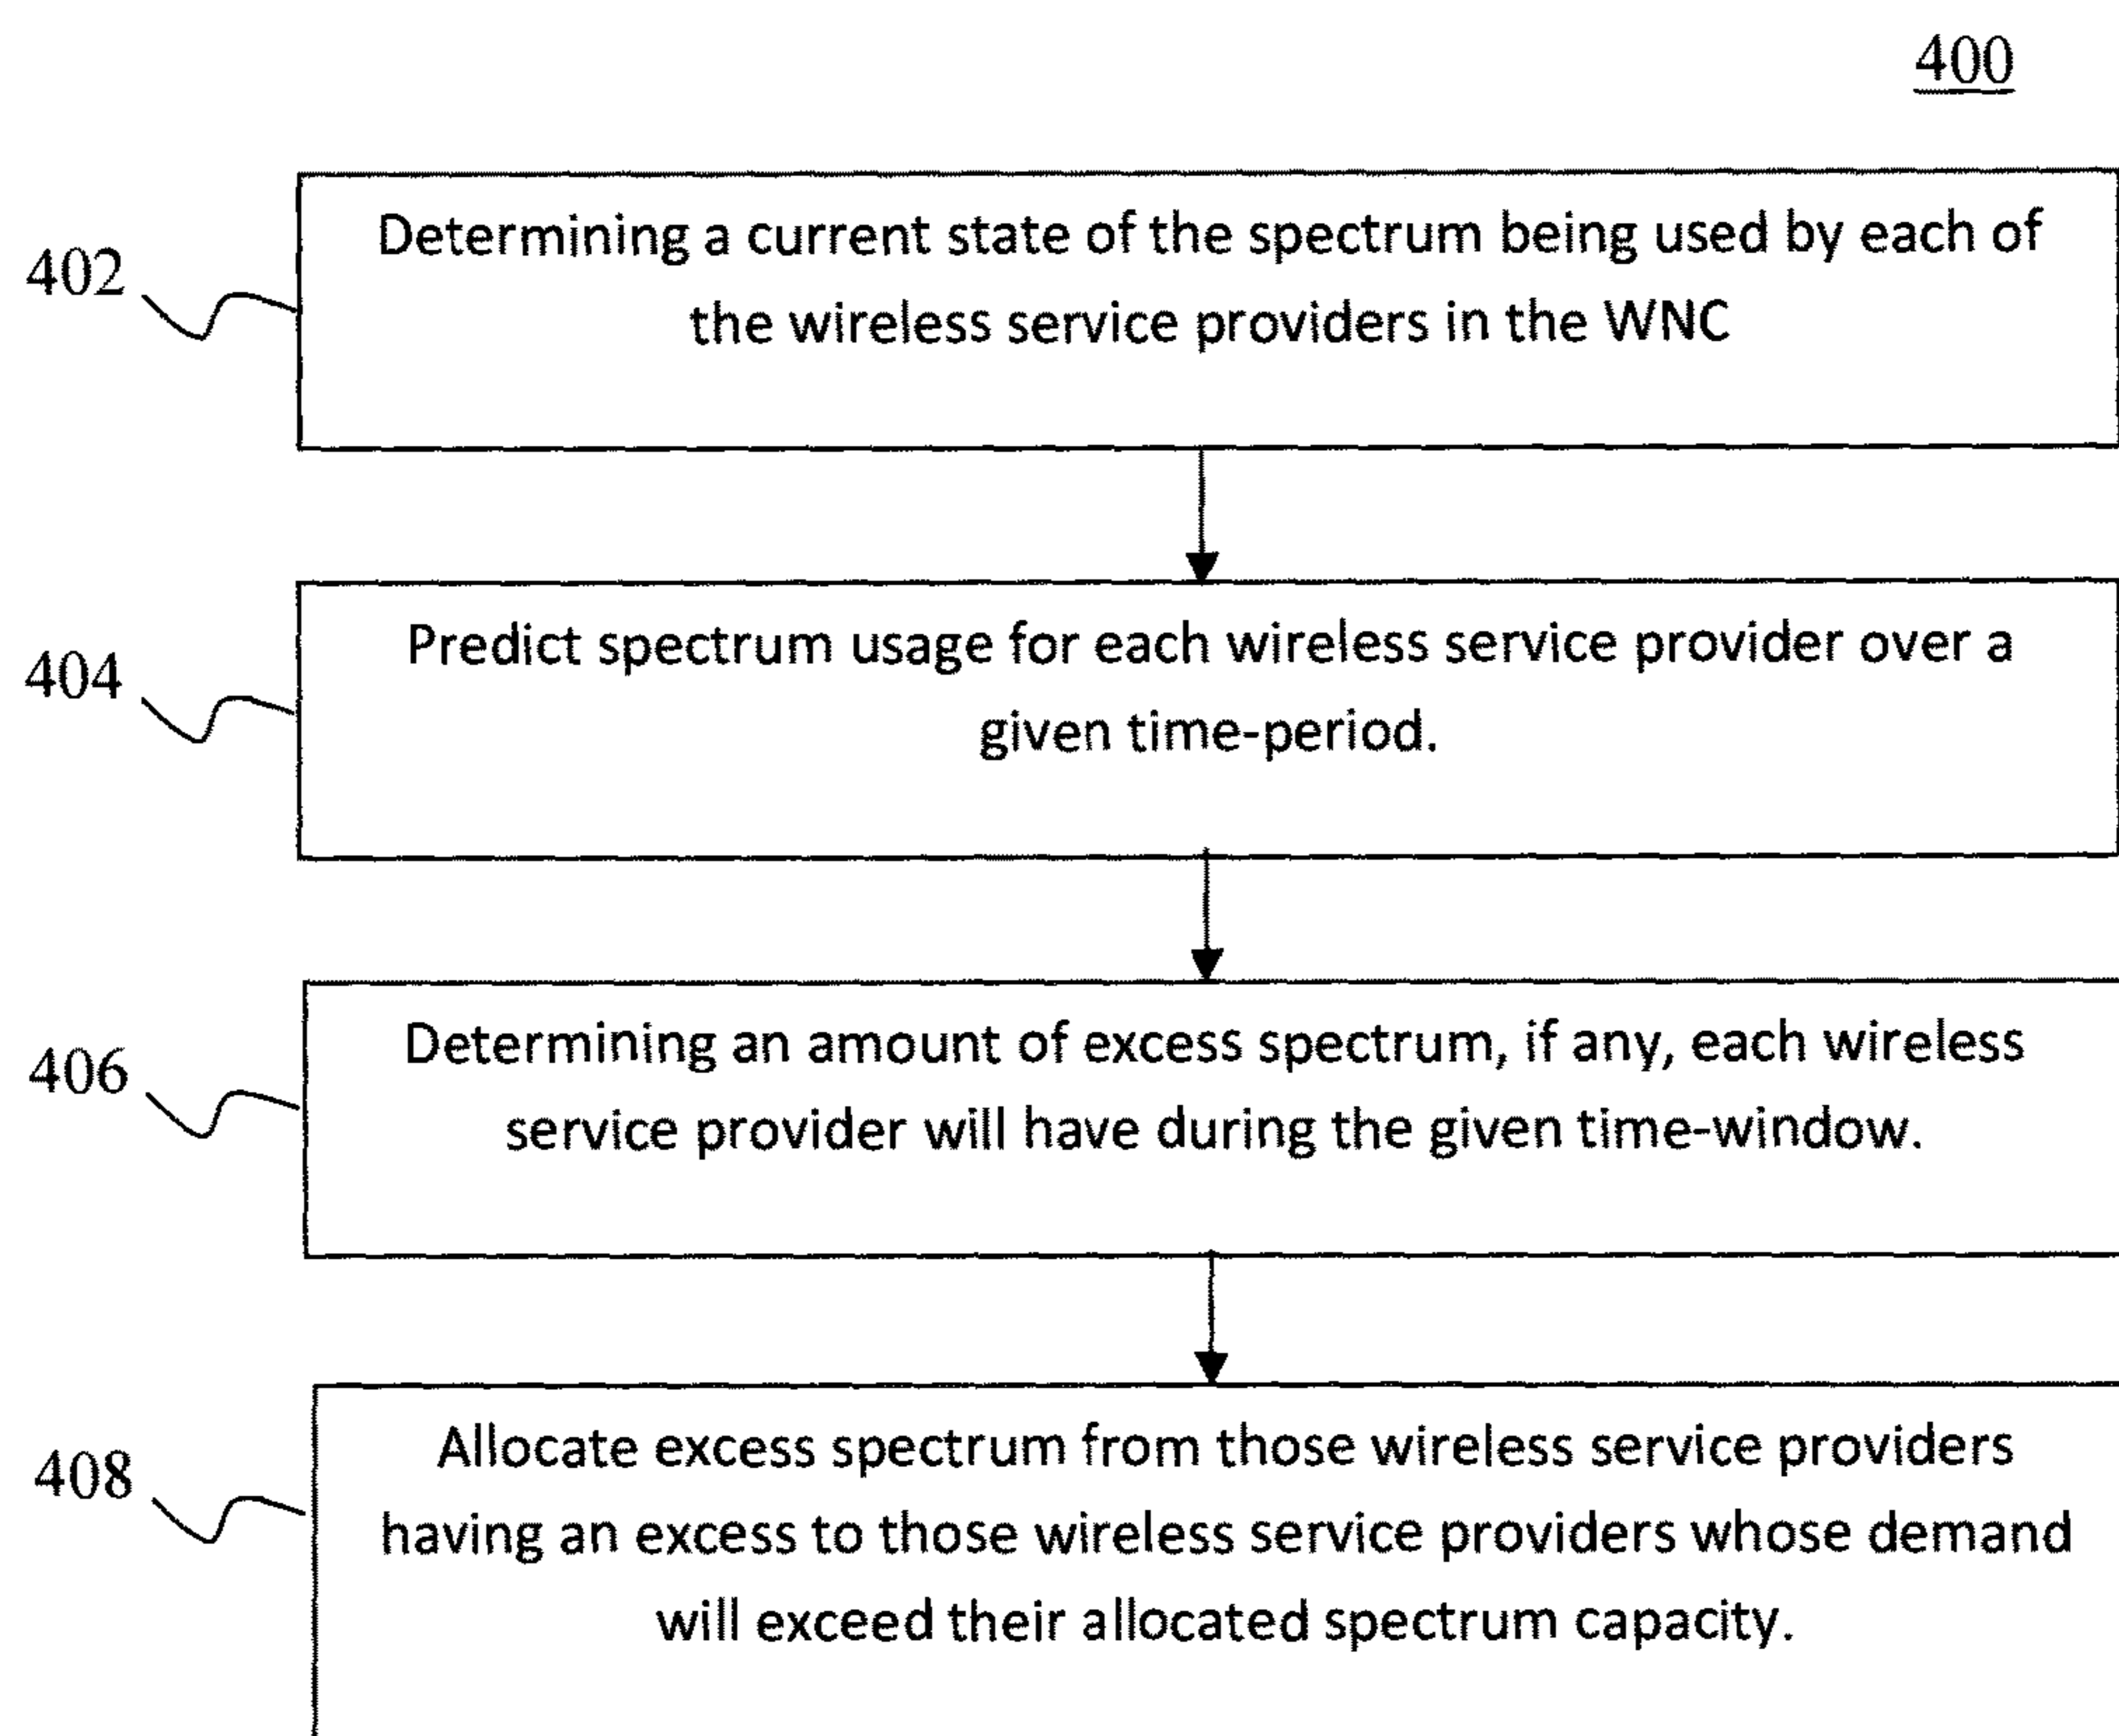 400
402
Determining a current state of the spectrum being used by each of
the wireless service providers in the WNC
404
Predict spectrum usage for each wireless service provider over a
given time-period.
406
Determining an amount of excess spectrum, if any, each wireless
service provider will have during the given time-window.
408
Allocate excess spectrum from those wireless service providers
having an excess to those wireless service providers whose demand
will exceed their allocated spectrum capacity.